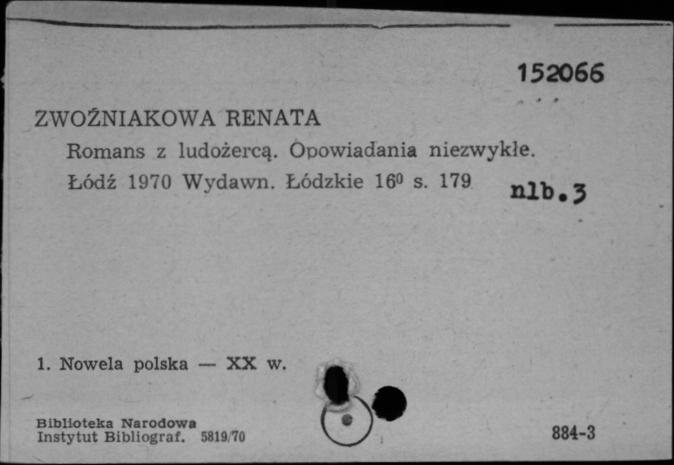 152066
ZWOŹNIAKOWA RENATA
Romans z ludożercą. Opowiadania niezwykłe.
Łódź 1970 Wydawn. Łódzkie 16⁰ s. 179
nlb.3
1. Nowela polska — XX w.
Biblioteka Narodowa
Instytut Bibliograf. 5819/70
884-3